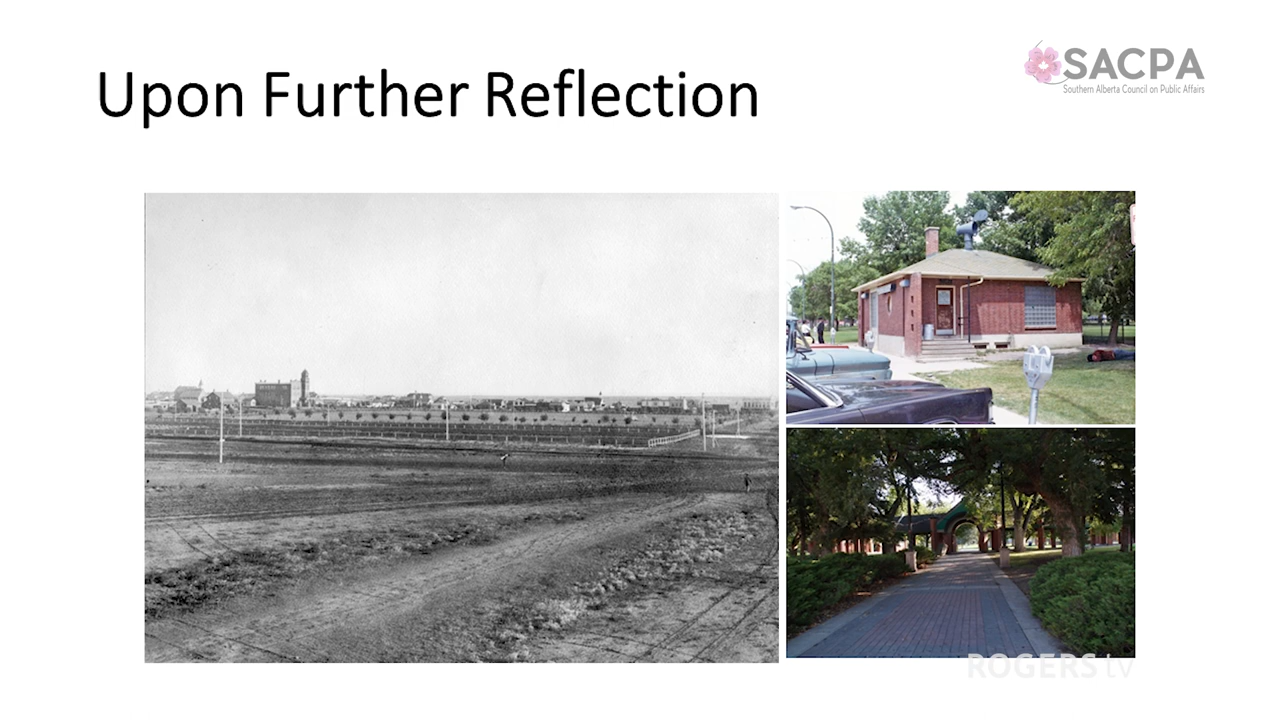 Upon Further Reflection
SACPA
Southern Alberta Council on Public Affairs
ROGERS tv